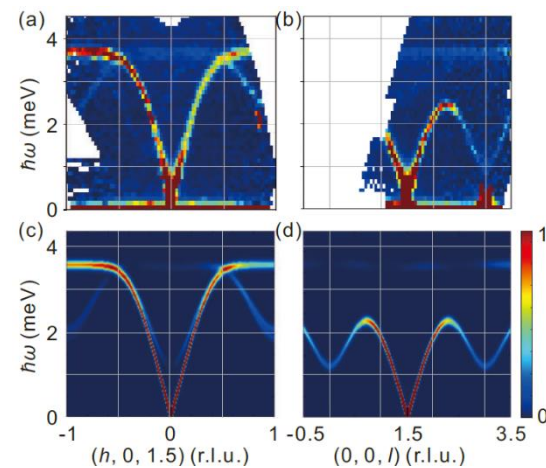 (a) (b)
4
2
0
ħω (meV)
(c) (d)
1
4
2
0
0
ħω (meV)
-1 0 1 -0.5 1.5 3.5
(h, 0, 1.5) (r.l.u.) (0, 0, l) (r.l.u.)